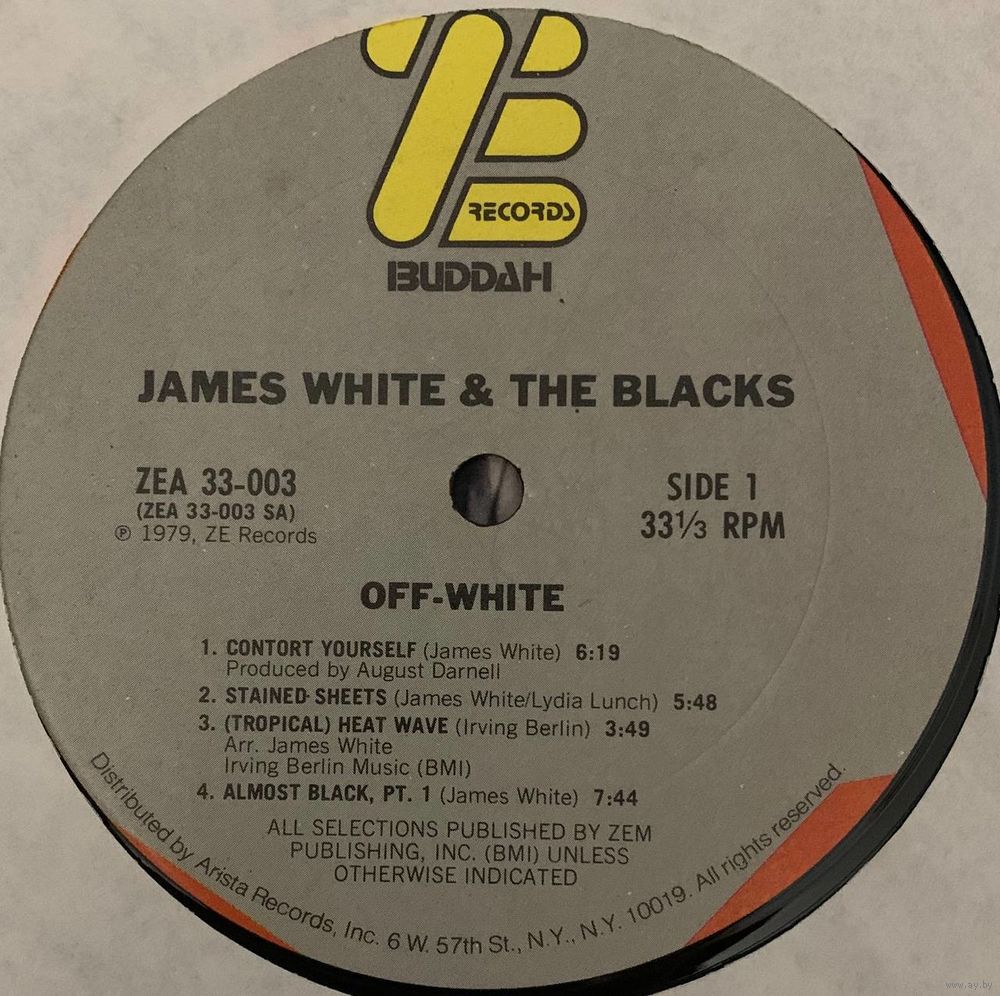 ZE
RECORDS
BUDDAH
JAMES WHITE & THE BLACKS
ZEA 33-003
(ZEA 33-003 SA)
℗ 1979, ZE Records
SIDE 1
33⅓ RPM
OFF-WHITE
1. CONTORT YOURSELF (James White) 6:19
Produced by August Darnell
2. STAINED SHEETS (James White/Lydia Lunch) 5:48
3. (TROPICAL) HEAT WAVE (Irving Berlin) 3:49
Arr. James White
Irving Berlin Music (BMI)
4. ALMOST BLACK, PT. 1 (James White) 7:44
ALL SELECTIONS PUBLISHED BY ZEM
PUBLISHING, INC. (BMI) UNLESS
OTHERWISE INDICATED
Distributed by Arista Records, Inc. 6 W. 57th St., N.Y., N.Y. 10019. All rights reserved.
www.ay.by